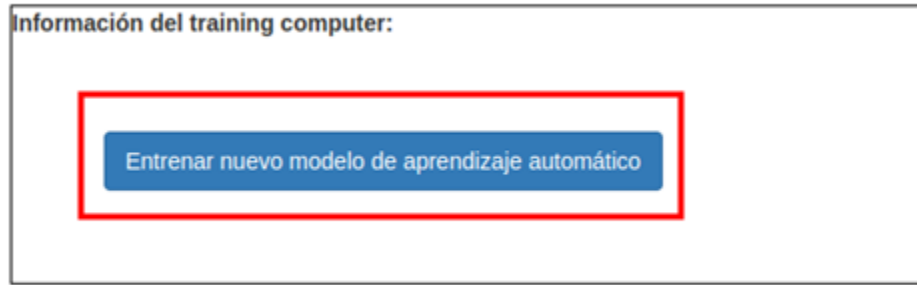 Información del training computer:
Entrenar nuevo modelo de aprendizaje automático